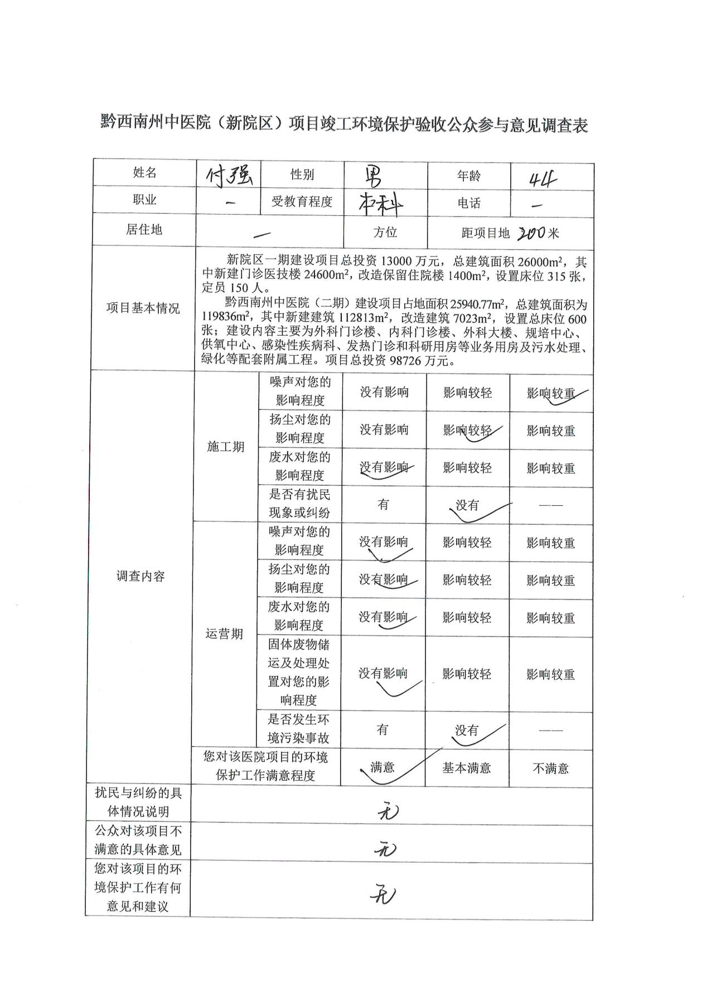 黔西南州中医院（新院区）项目竣工环境保护验收公众参与意见调查表
姓名 付强 性别 男 年龄 44
职业 — 受教育程度 本科 电话 —
居住地 — 方位 距项目地 200 米
项目基本情况
新院区一期建设项目总投资 13000 万元，总建筑面积 26000m²，其
中新建门诊医技楼 24600m²，改造保留住院楼 1400m²，设置床位 315 张，
定员 150 人。
黔西南州中医院（二期）建设项目占地面积 25940.77m²，总建筑面积为
119836m²，其中新建建筑 112813m²，改造建筑 7023m²，设置总床位 600
张；建设内容主要为外科门诊楼、内科门诊楼、外科大楼、规培中心、
供氧中心、感染性疾病科、发热门诊和科研用房等业务用房及污水处理、
绿化等配套附属工程。项目总投资 98726 万元。
调查内容
施工期
噪声对您的
影响程度
没有影响 影响较轻 影响较重
扬尘对您的
影响程度
没有影响 影响较轻 影响较重
废水对您的
影响程度
没有影响 影响较轻 影响较重
是否有扰民
现象或纠纷
有 没有 ——
运营期
噪声对您的
影响程度
没有影响 影响较轻 影响较重
扬尘对您的
影响程度
没有影响 影响较轻 影响较重
废水对您的
影响程度
没有影响 影响较轻 影响较重
固体废物储
运及处理处
置对您的影
响程度
没有影响 影响较轻 影响较重
是否发生环
境污染事故
有 没有 ——
您对该医院项目的环境
保护工作满意程度
满意 基本满意 不满意
扰民与纠纷的具
体情况说明
无
公众对该项目不
满意的具体意见
无
您对该项目的环
境保护工作有何
意见和建议
无